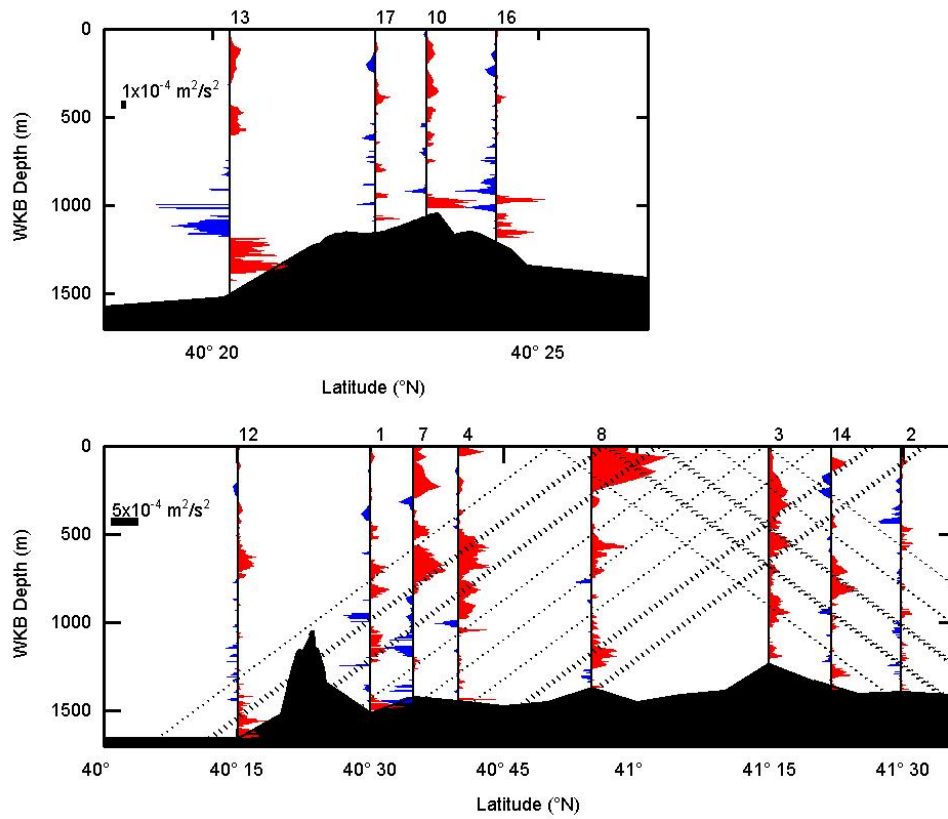 13 17 10 16
0
1x10⁻⁴ m²/s²
500
WKB Depth (m)
1000
1500
40° 20 40° 25
Latitude (°N)
12 1 7 4 8 3 14 2
0
5x10⁻⁴ m²/s²
500
WKB Depth (m)
1000
1500
40° 40° 15 40° 30 40° 45 41° 41° 15 41° 30
Latitude (°N)